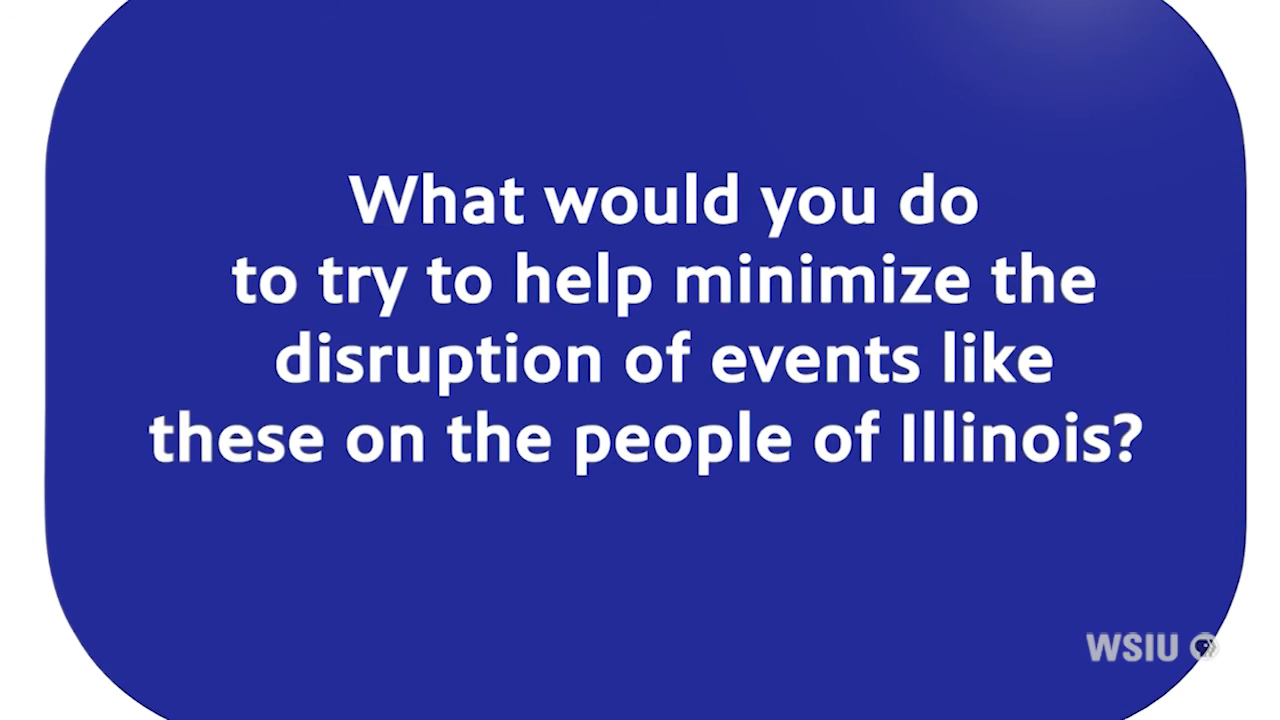 What would you do
to try to help minimize the
disruption of events like
these on the people of Illinois?
WSIU